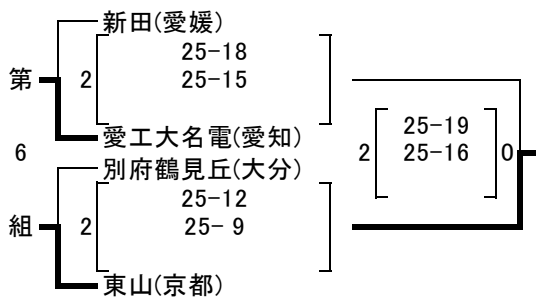 新田(愛媛)
25-18
第 2 25-15
25-19
愛工大名電(愛知)
6 2 25-16 0
別府鶴見丘(大分)
25-12
組 2 25- 9
東山(京都)